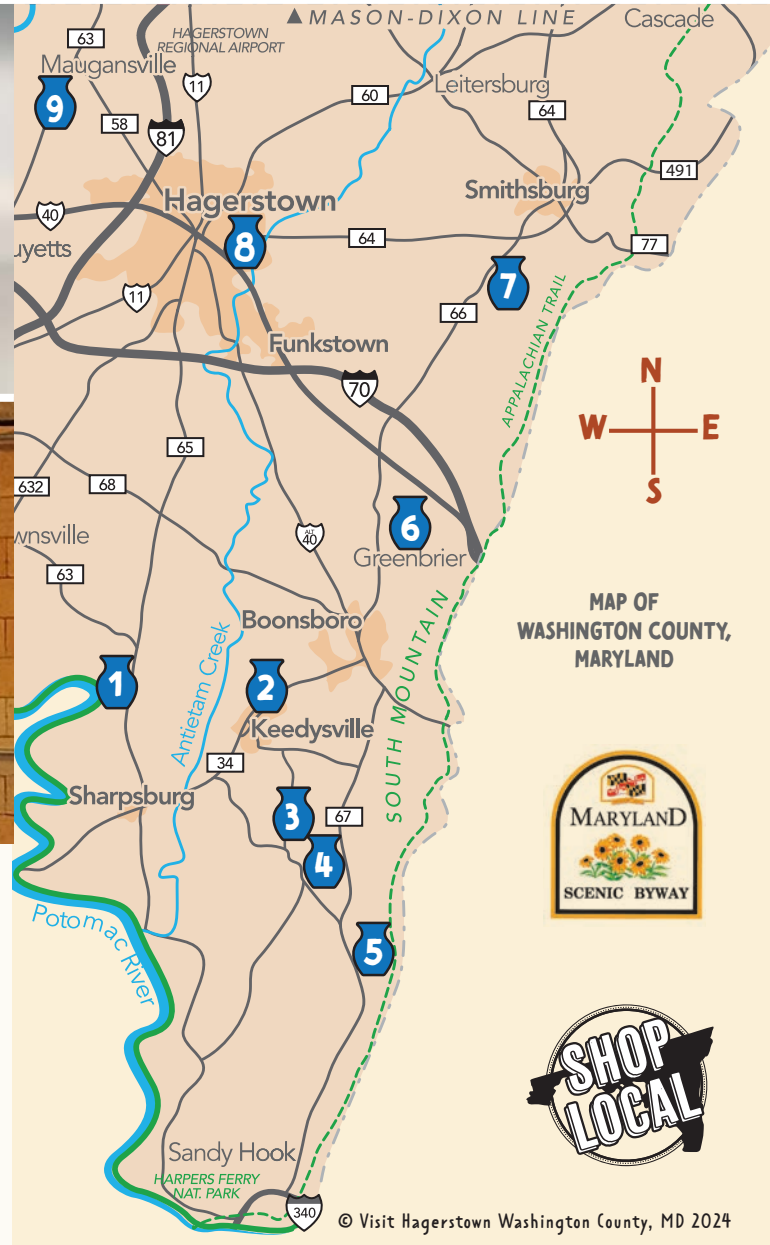 MASON-DIXON LINE
Cascade
63
HAGERSTOWN
REGIONAL AIRPORT
Maugansville
11
Leitersburg
60
9
58
64
81
491
Smithsburg
Hagerstown
40
8
64
77
uyetts
7
11
66
APPALACHIAN TRAIL
Funkstown
N
70
W
E
S
65
632
68
6
ALT
40
wnsville
Greenbrier
63
MAP OF
WASHINGTON COUNTY,
MARYLAND
Boonsboro
1
2
Antietam Creek
SOUTH MOUNTAIN
Keedysville
34
Sharpsburg
3
67
MARYLAND
4
SCENIC BYWAY
Potomac River
5
SHOP
LOCAL
Sandy Hook
HARPERS FERRY
NAT. PARK
340
© Visit Hagerstown Washington County, MD 2024